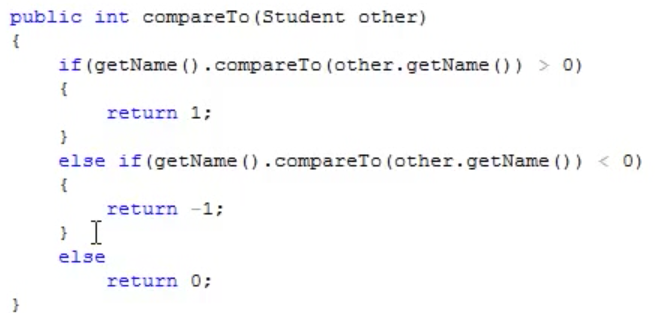 public int compareTo(Student other)
{
    if(getName().compareTo(other.getName()) > 0)
    {
        return 1;
    }
    else if(getName().compareTo(other.getName()) < 0)
    {
        return -1;
    }
    else
        return 0;
}